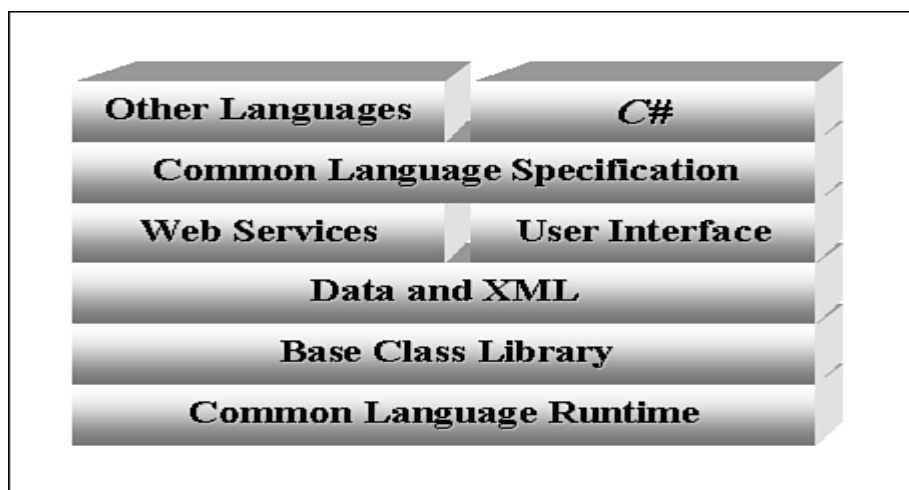 Other Languages
C#
Common Language Specification
Web Services
User Interface
Data and XML
Base Class Library
Common Language Runtime